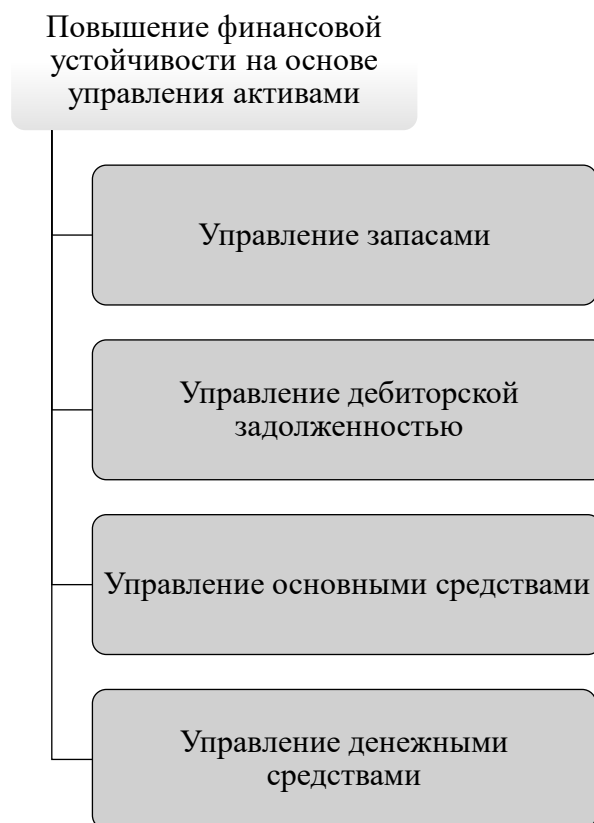 Повышение финансовой
устойчивости на основе
управления активами
Управление запасами
Управление дебиторской
задолженностью
Управление основными средствами
Управление денежными
средствами